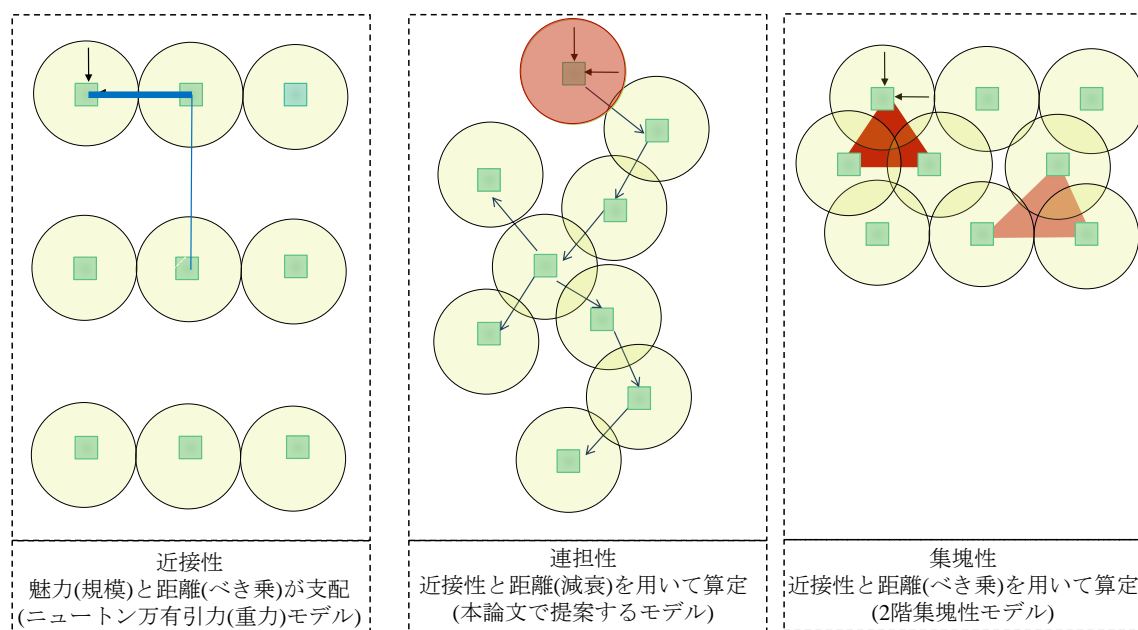 近接性
魅力(規模)と距離(べき乗)が支配
(ニュートン万有引力(重力)モデル)
連担性
近接性と距離(減衰)を用いて算定
(本論文で提案するモデル)
集塊性
近接性と距離(べき乗)を用いて算定
(2階集塊性モデル)